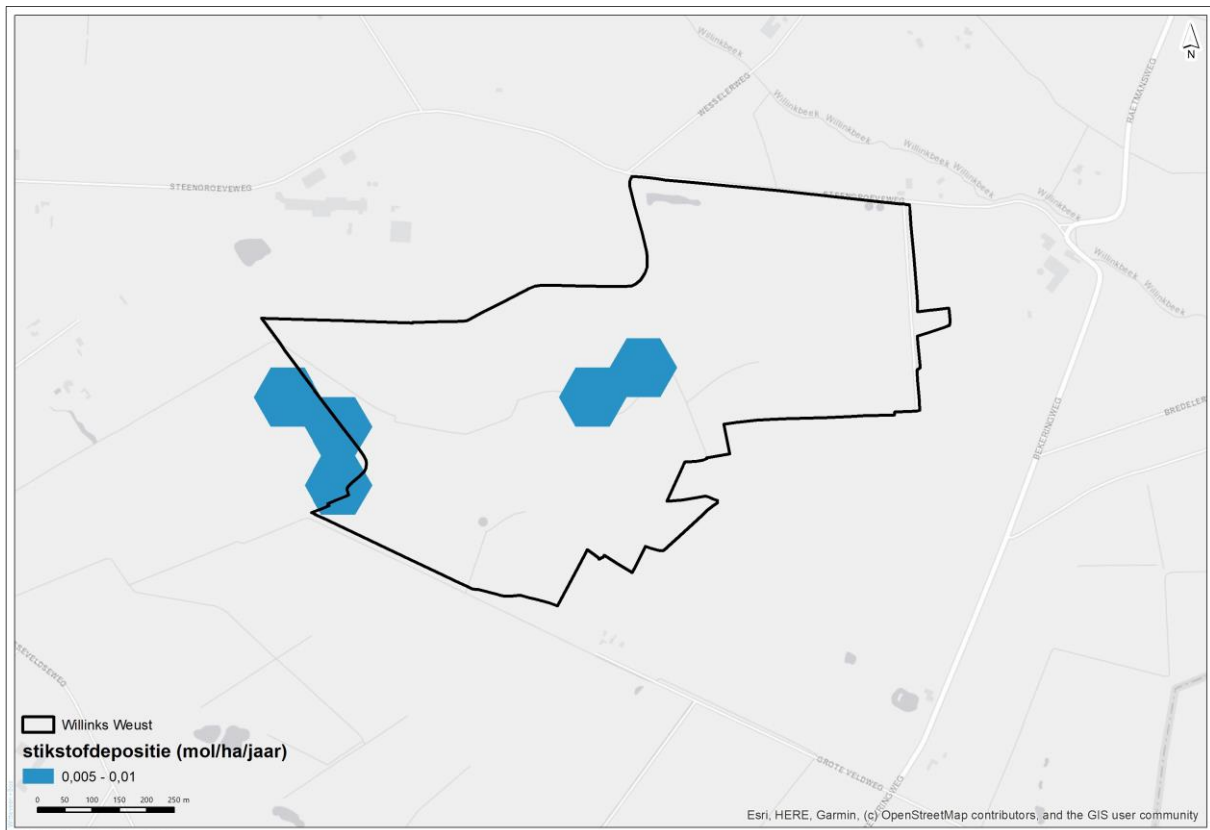 N
Willinkbeek
WESSELERWEG
RAETMANSWEG
Willinkbeek
Willinkbeek
Willinkbeek Willinkbeek
STEENGROEVEWEG
STEENGROEVEWEG
Willinkbeek
Willinkbeek
Willinkbeek
BREDELER
BEKERINGWEG
SSEVELDSEWEG
GROTE VELDWEG
Willinks Weust
stikstofdepositie (mol/ha/jaar)
0,005 - 0,01
0 50 100 150 200 250 m
Esri, HERE, Garmin, (c) OpenStreetMap contributors, and the GIS user community